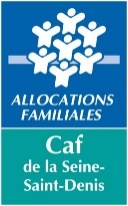 ALLOCATIONS
FAMILIALES
Caf
de la Seine-
Saint-Denis